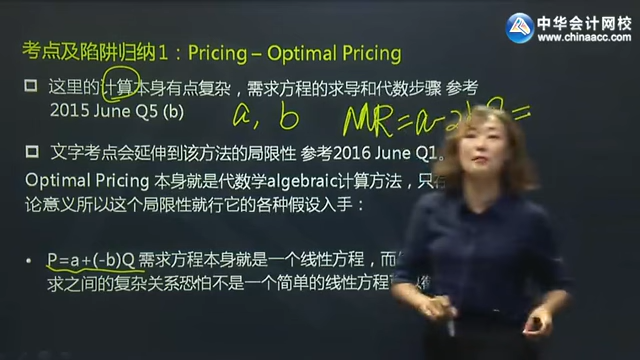 中华会计网校
www.chinaacc.com
考点及陷阱归纳1：Pricing – Optimal Pricing
这里的计算本身有点复杂，需求方程的求导和代数步骤 参考
2015 June Q5 (b)
a, b MR=a-2bQ=
文字考点会延伸到该方法的局限性 参考2016 June Q1。
Optimal Pricing 本身就是代数学algebraic计算方法，只
论意义所以这个局限性就行它的各种假设入手：
P=a+(-b)Q 需求方程本身就是一个线性方程，而
求之间的复杂关系恐怕不是一个简单的线性方程